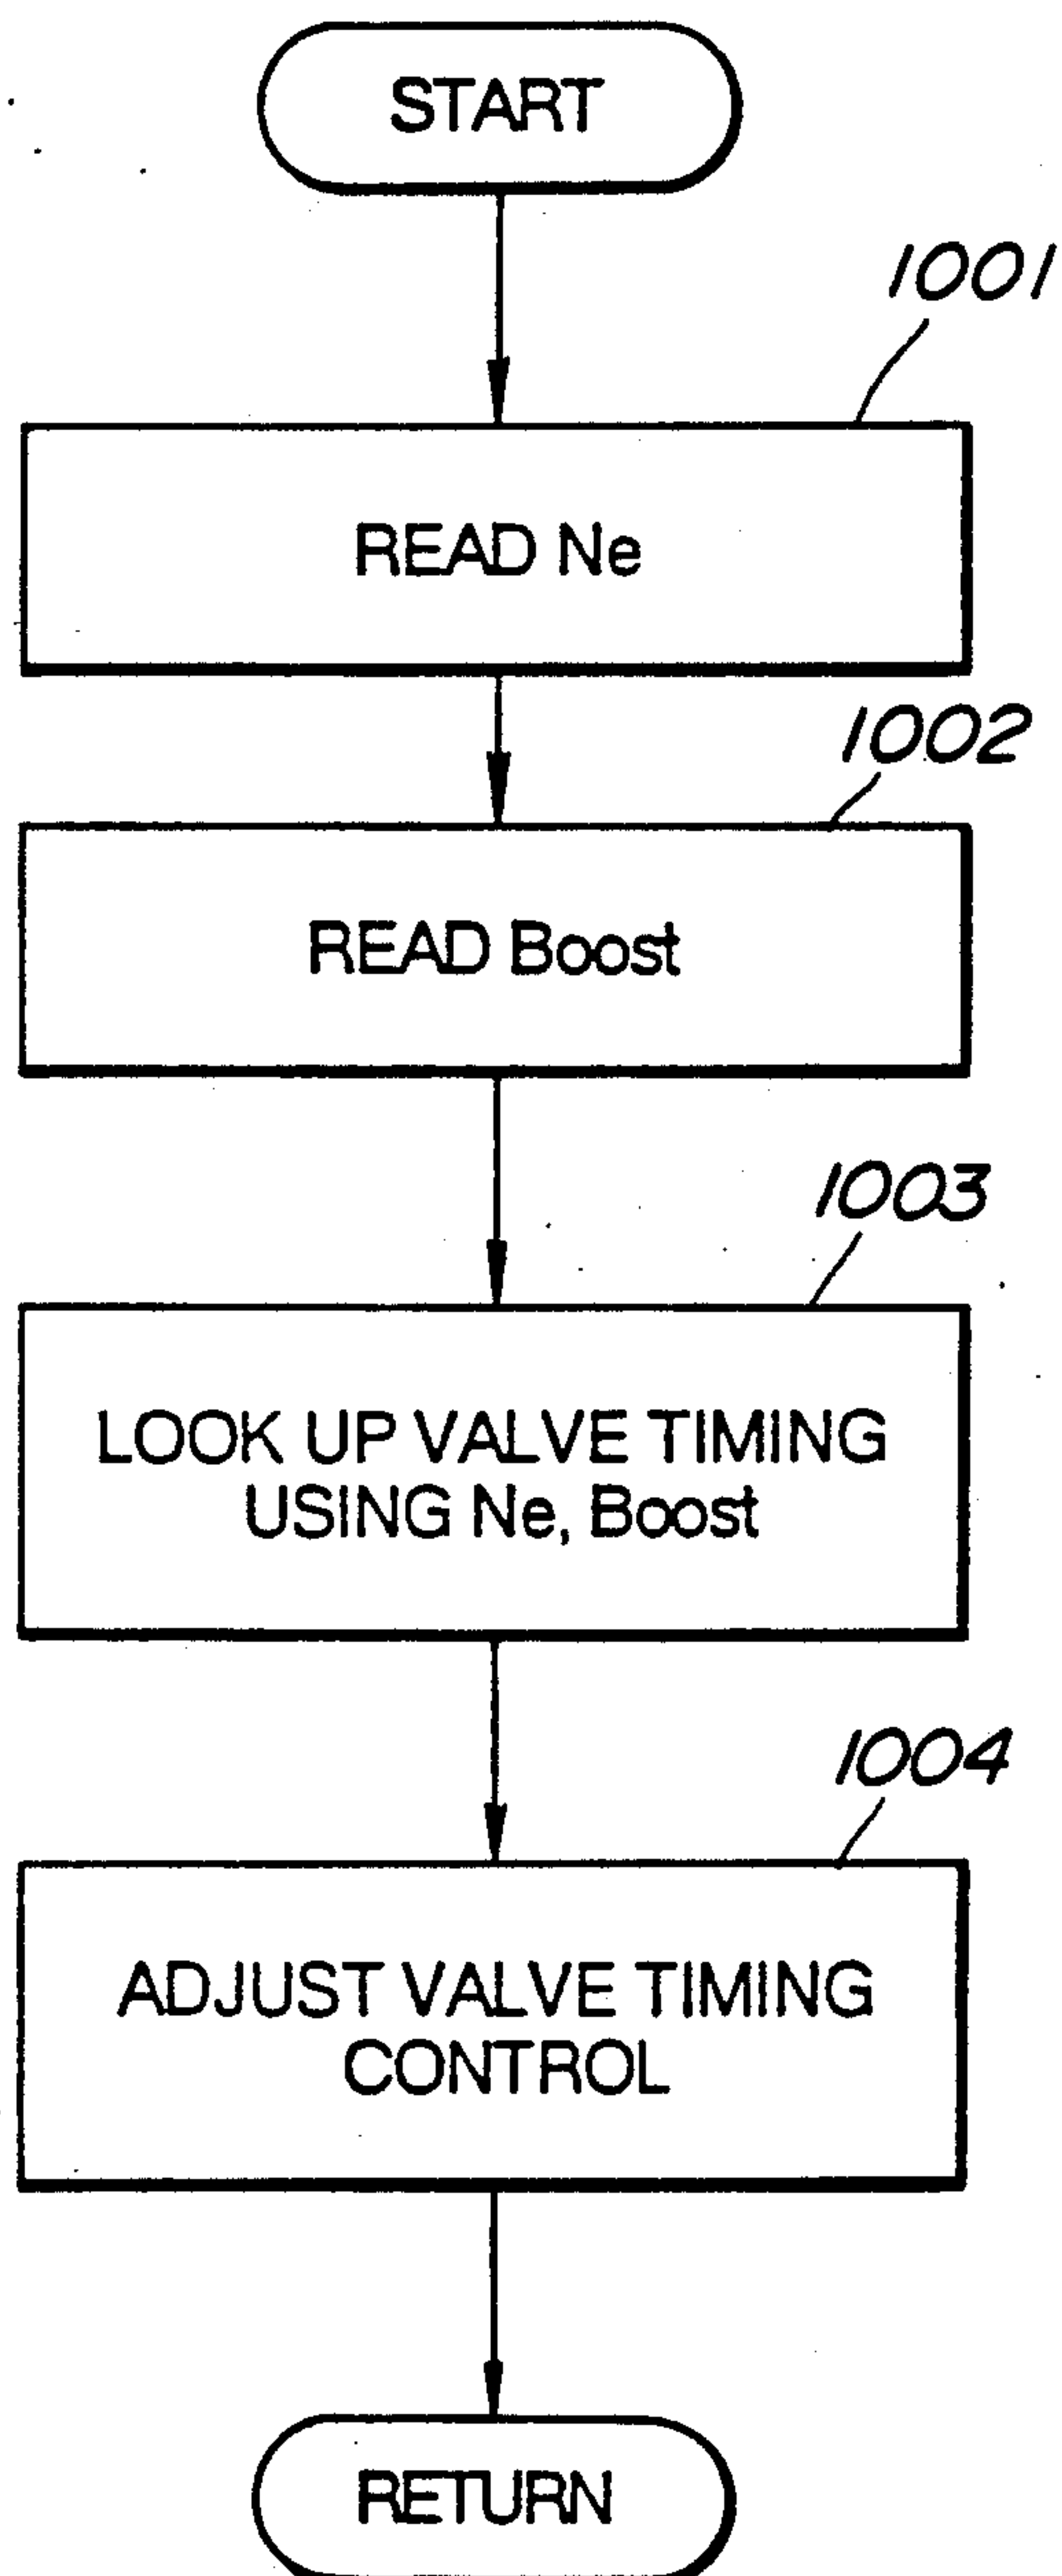 START
1001
READ Ne
1002
READ Boost
1003
LOOK UP VALVE TIMING
USING Ne, Boost
1004
ADJUST VALVE TIMING
CONTROL
RETURN